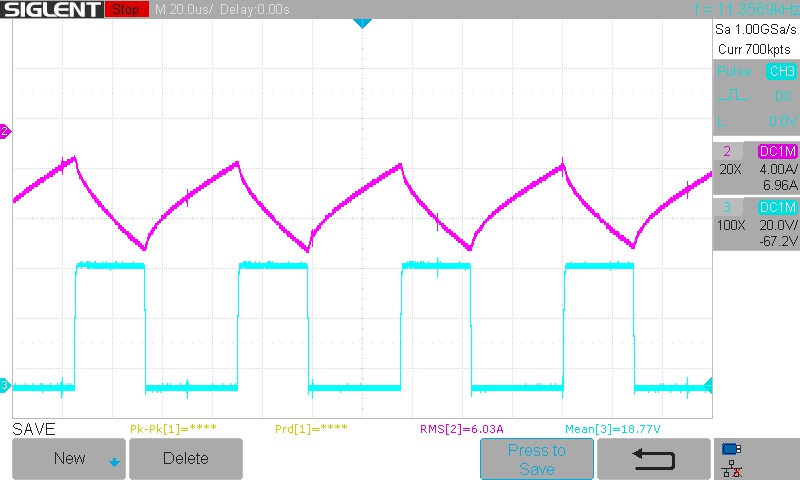 SIGLENT Stop M 20.0us/ Delay:0.00s f = 11.3569kHz
Sa 1.00GSa/s
Curr 700kpts
Pulse CH3
DC
L 0.0V
2 DC1M
20X 4.00A/
6.96A
3 DC1M
100X 20.0V/
-67.2V
2
3
SAVE Pk-Pk[1]=**** Prd[1]=**** RMS[2]=6.03A Mean[3]=18.77V
New Delete Press to
Save